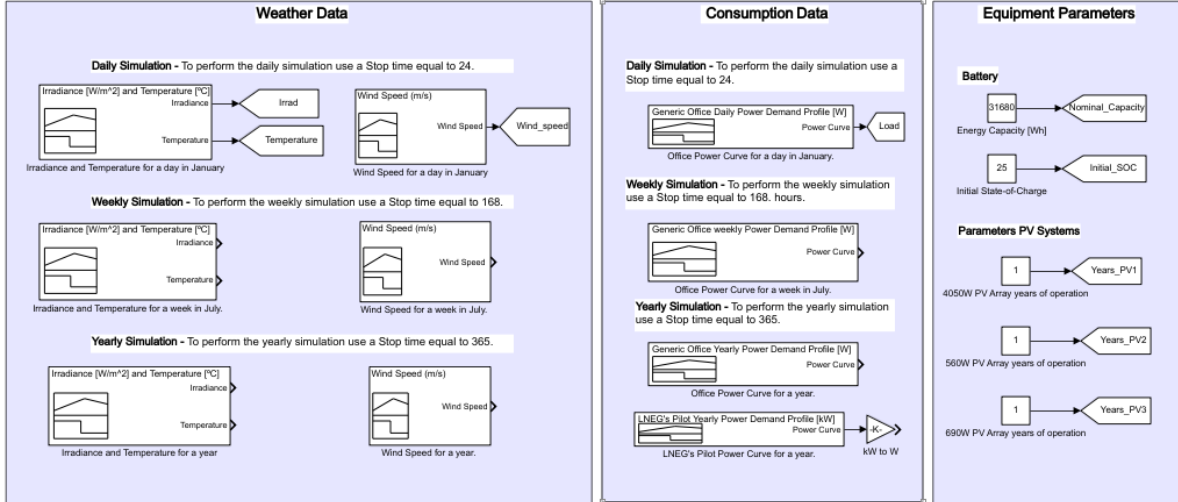 Weather Data
Daily Simulation - To perform the daily simulation use a Stop time equal to 24.
Irradiance [W/m^2] and Temperature [ºC]
Irradiance
Irrad
Temperature
Temperature
Irradiance and Temperature for a day in January
Wind Speed (m/s)
Wind Speed
Wind_speed
Wind Speed for a day in January
Weekly Simulation - To perform the weekly simulation use a Stop time equal to 168.
Irradiance [W/m^2] and Temperature [ºC]
Irradiance
Temperature
Irradiance and Temperature for a week in July.
Wind Speed (m/s)
Wind Speed
Wind Speed for a week in July.
Yearly Simulation - To perform the yearly simulation use a Stop time equal to 365.
Irradiance [W/m^2] and Temperature [ºC]
Irradiance
Temperature
Irradiance and Temperature for a year
Wind Speed (m/s)
Wind Speed
Wind Speed for a year.
Consumption Data
Daily Simulation - To perform the daily simulation use a
Stop time equal to 24.
Generic Office Daily Power Demand Profile [W]
Power Curve
Load
Office Power Curve for a day in January.
Weekly Simulation - To perform the weekly simulation
use a Stop time equal to 168. hours.
Generic Office weekly Power Demand Profile [W]
Power Curve
Office Power Curve for a week in July.
Yearly Simulation - To perform the yearly simulation
use a Stop time equal to 365.
Generic Office Yearly Power Demand Profile [W]
Power Curve
Office Power Curve for a year.
LNEG's Pilot Yearly Power Demand Profile [kW]
Power Curve
-K-
kW to W
LNEG's Pilot Power Curve for a year.
Equipment Parameters
Battery
31680
Nominal_Capacity
Energy Capacity [Wh]
25
Initial_SOC
Initial State-of-Charge
Parameters PV Systems
1
Years_PV1
4050W PV Array years of operation
1
Years_PV2
560W PV Array years of operation
1
Years_PV3
690W PV Array years of operation